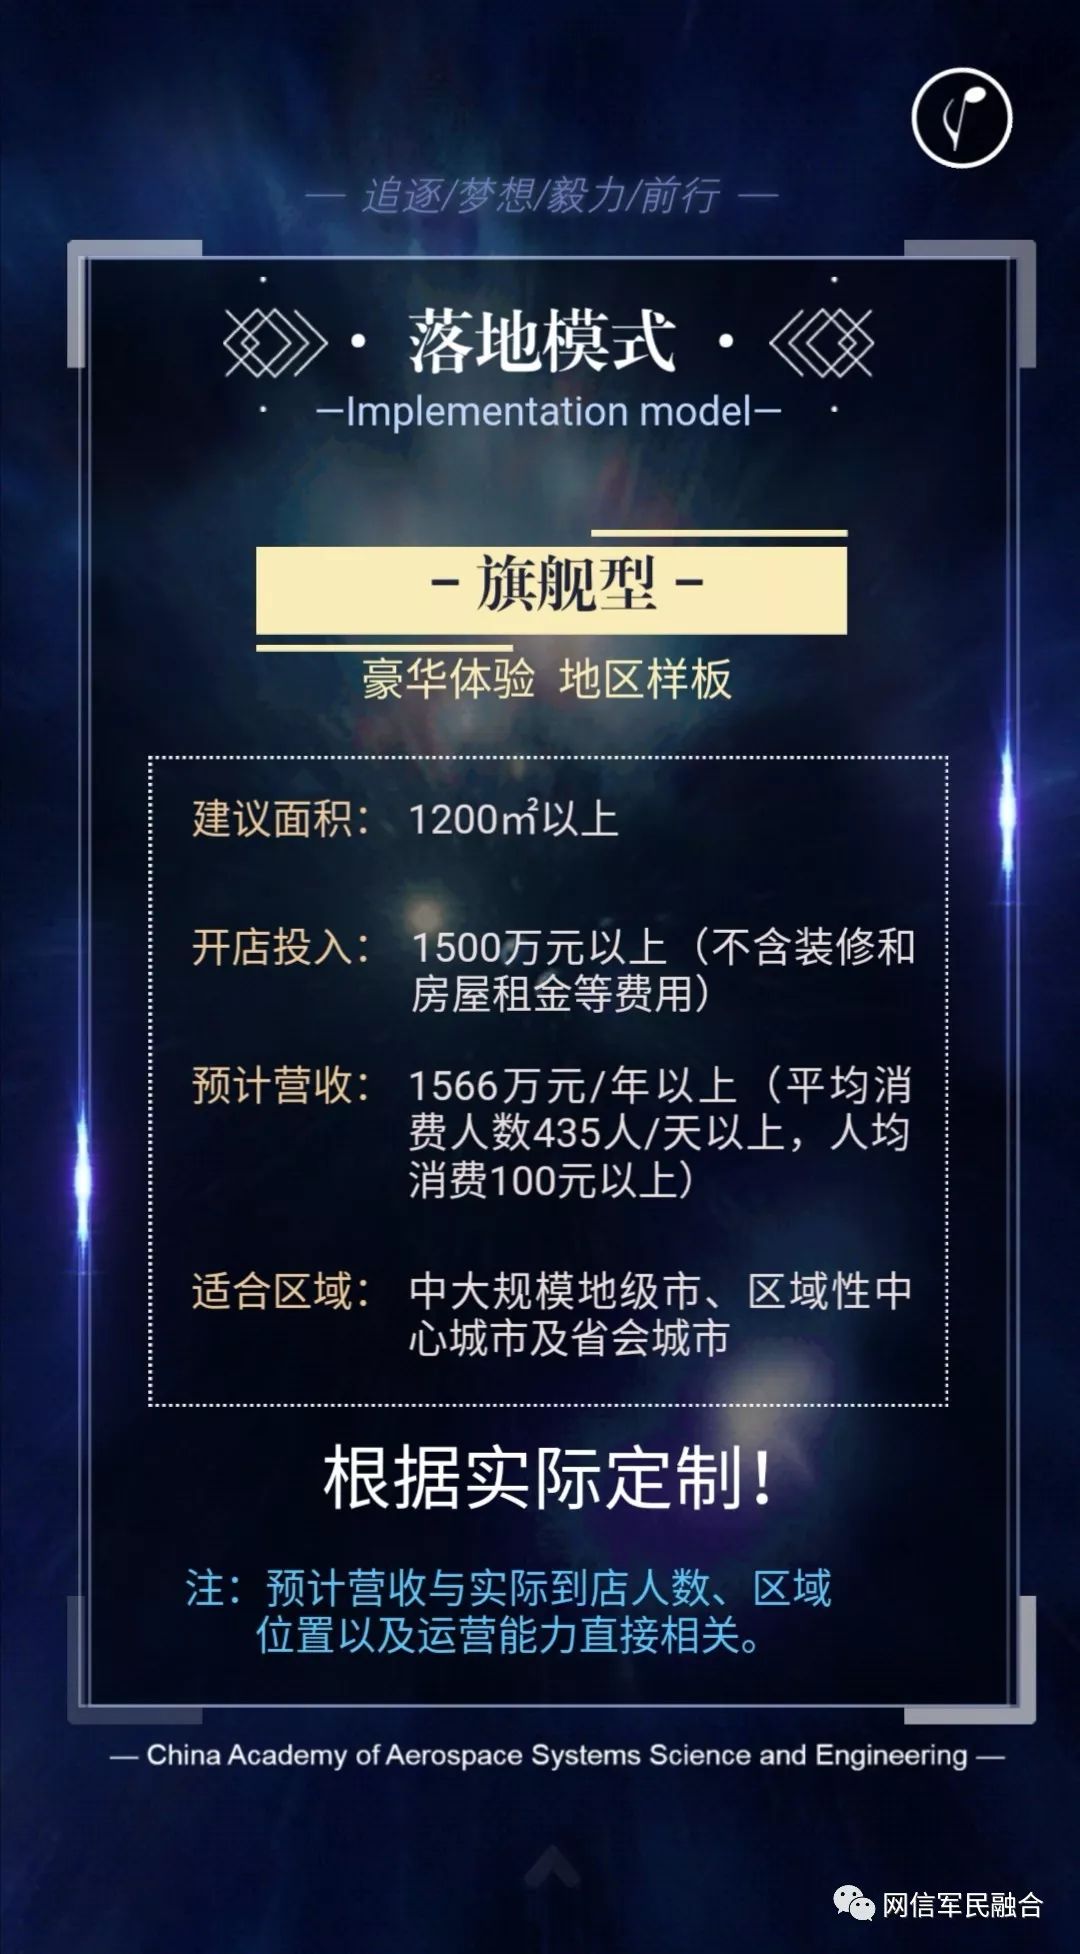 — 追逐/梦想/毅力/前行 —
· 落地模式 ·
—Implementation model—
- 旗舰型 -
豪华体验 地区样板
建议面积： 1200㎡以上
开店投入： 1500万元以上（不含装修和
房屋租金等费用）
预计营收： 1566万元/年以上（平均消
费人数435人/天以上，人均
消费100元以上）
适合区域： 中大规模地级市、区域性中
心城市及省会城市
根据实际定制！
注：预计营收与实际到店人数、区域
位置以及运营能力直接相关。
— China Academy of Aerospace Systems Science and Engineering —
网信军民融合